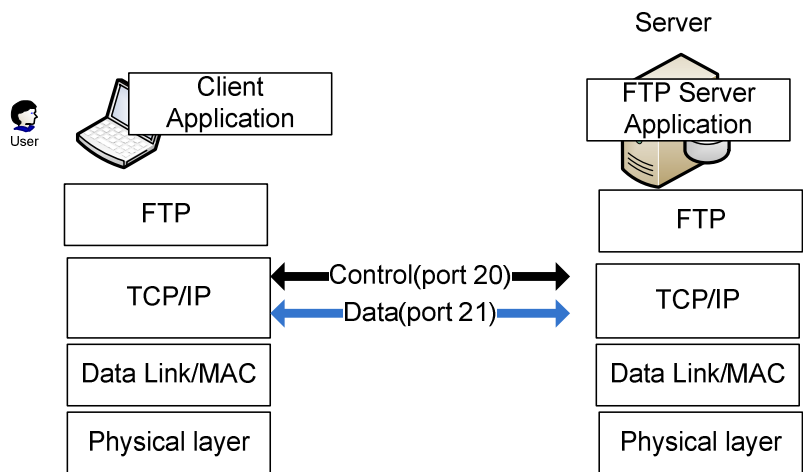 Server
Client
Application
FTP Server
Application
User
FTP
FTP
TCP/IP
Control(port 20)
Data(port 21)
TCP/IP
Data Link/MAC
Data Link/MAC
Physical layer
Physical layer